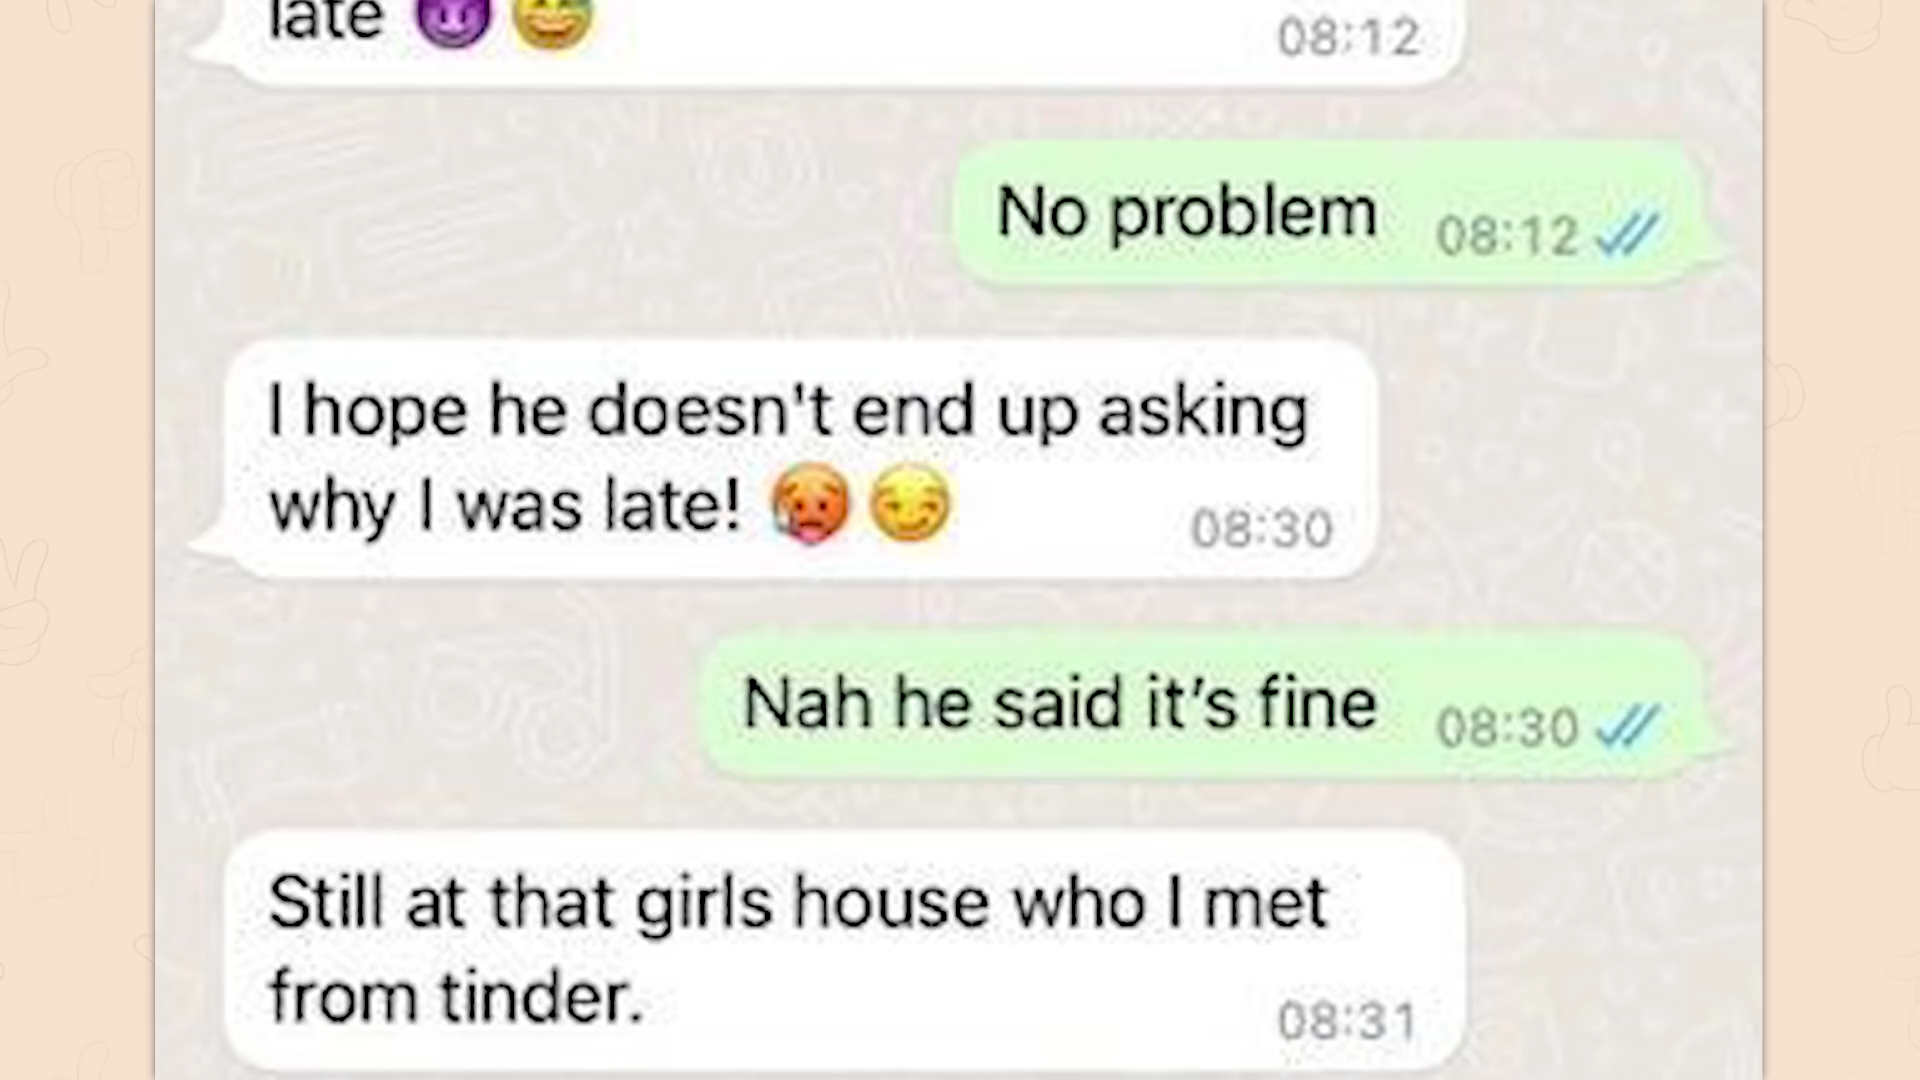 late 😈😅
08:12
No problem 08:12
I hope he doesn't end up asking
why I was late! 🥵😏
08:30
Nah he said it’s fine 08:30
Still at that girls house who I met
from tinder.
08:31